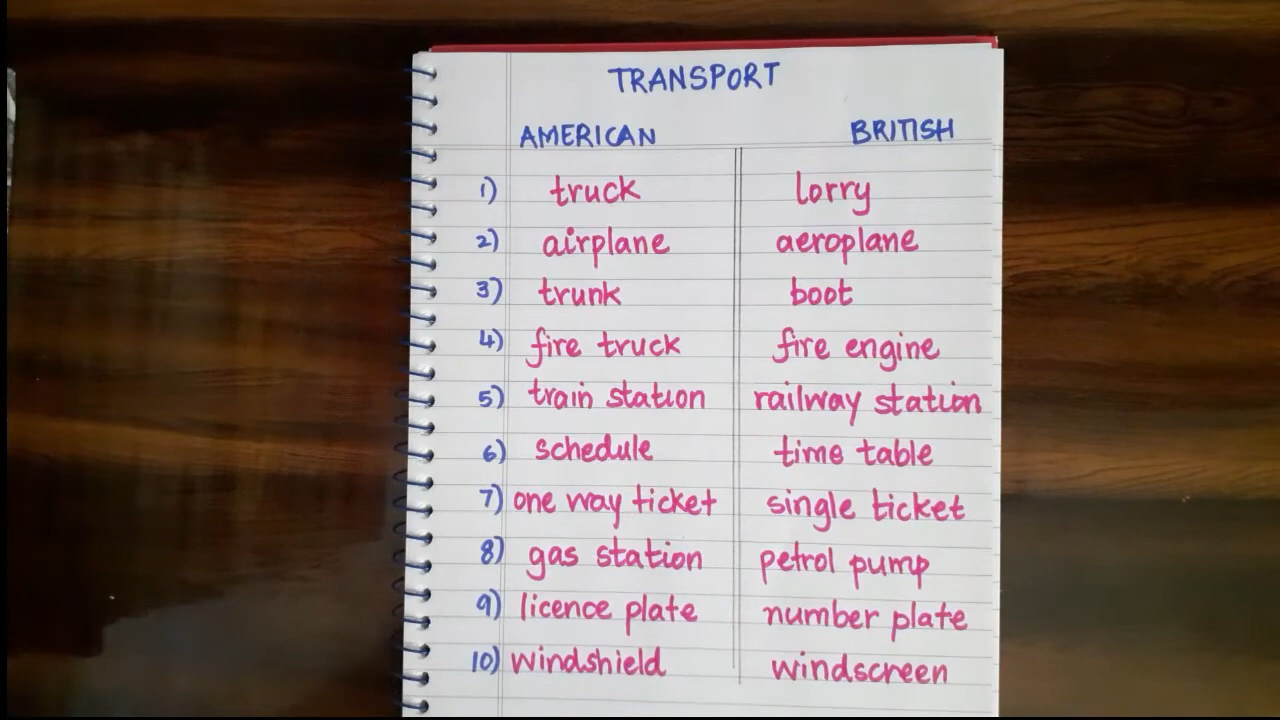 TRANSPORT
AMERICAN BRITISH
1) truck lorry
2) airplane aeroplane
3) trunk boot
4) fire truck fire engine
5) train station railway station
6) schedule time table
7) one way ticket single ticket
8) gas station petrol pump
9) licence plate number plate
10) windshield windscreen